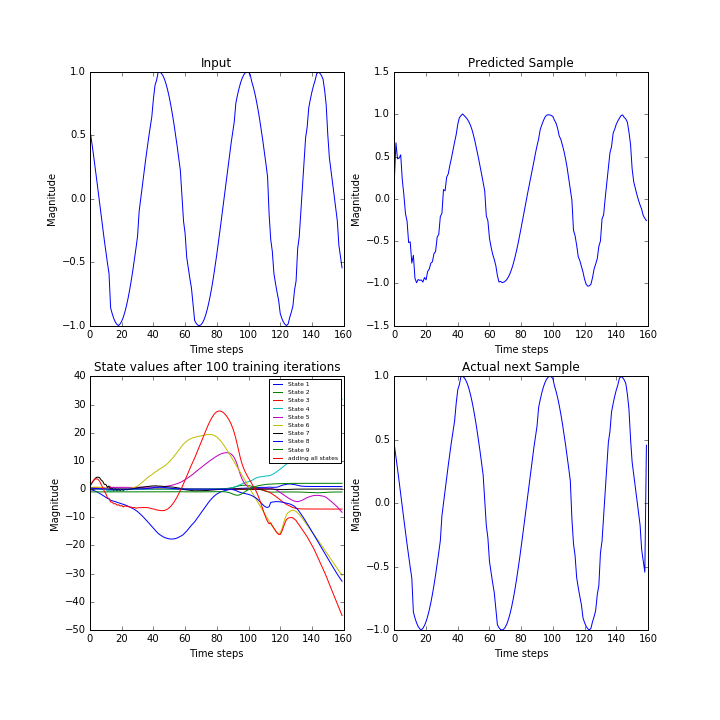 Input
1.0
0.5
0.0
−0.5
−1.0
Magnitude
0 20 40 60 80 100 120 140 160
Time steps
Predicted Sample
1.5
1.0
0.5
0.0
−0.5
−1.0
−1.5
Magnitude
0 20 40 60 80 100 120 140 160
Time steps
State values after 100 training iterations
40
30
20
10
0
−10
−20
−30
−40
−50
Magnitude
0 20 40 60 80 100 120 140 160
Time steps
State 1
State 2
State 3
State 4
State 5
State 6
State 7
State 8
State 9
adding all states
Actual next Sample
1.0
0.5
0.0
−0.5
−1.0
Magnitude
0 20 40 60 80 100 120 140 160
Time steps